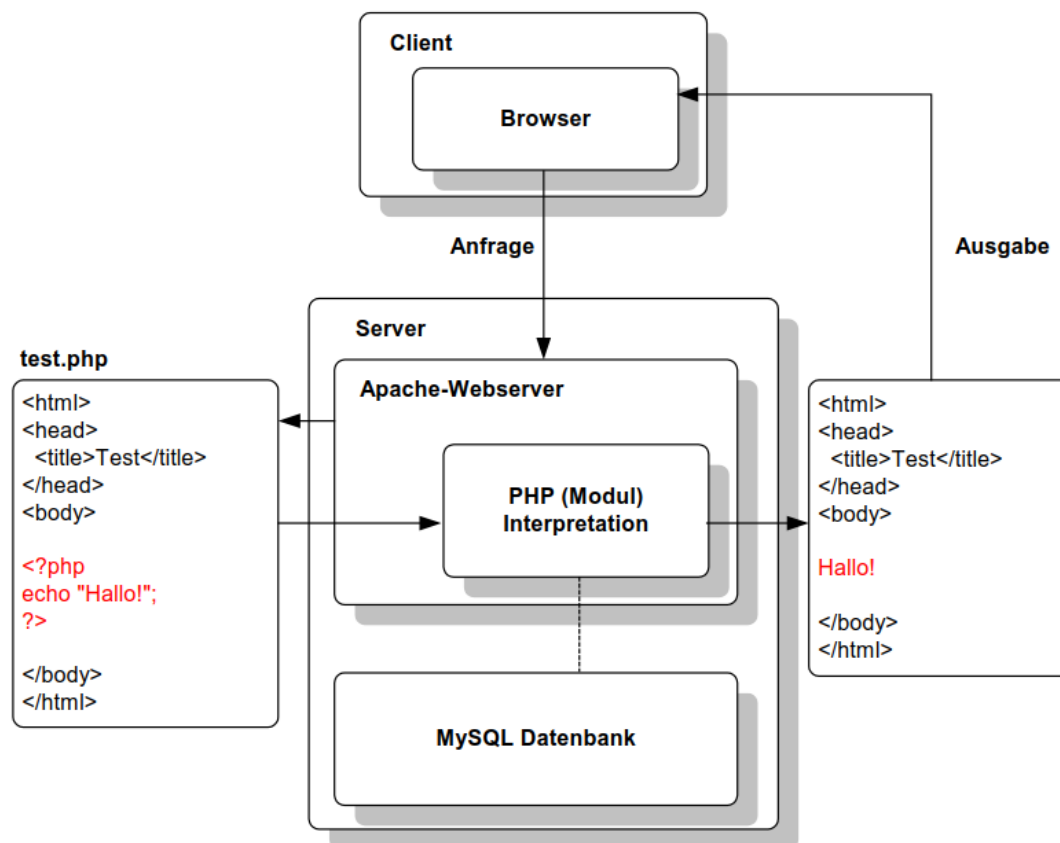 Client
Browser
Anfrage
Ausgabe
Server
test.php
Apache-Webserver
<html>
<head>
<title>Test</title>
</head>
<body>
<?php
echo "Hallo!";
?>
</body>
</html>
PHP (Modul)
Interpretation
<html>
<head>
<title>Test</title>
</head>
<body>
Hallo!
</body>
</html>
MySQL Datenbank